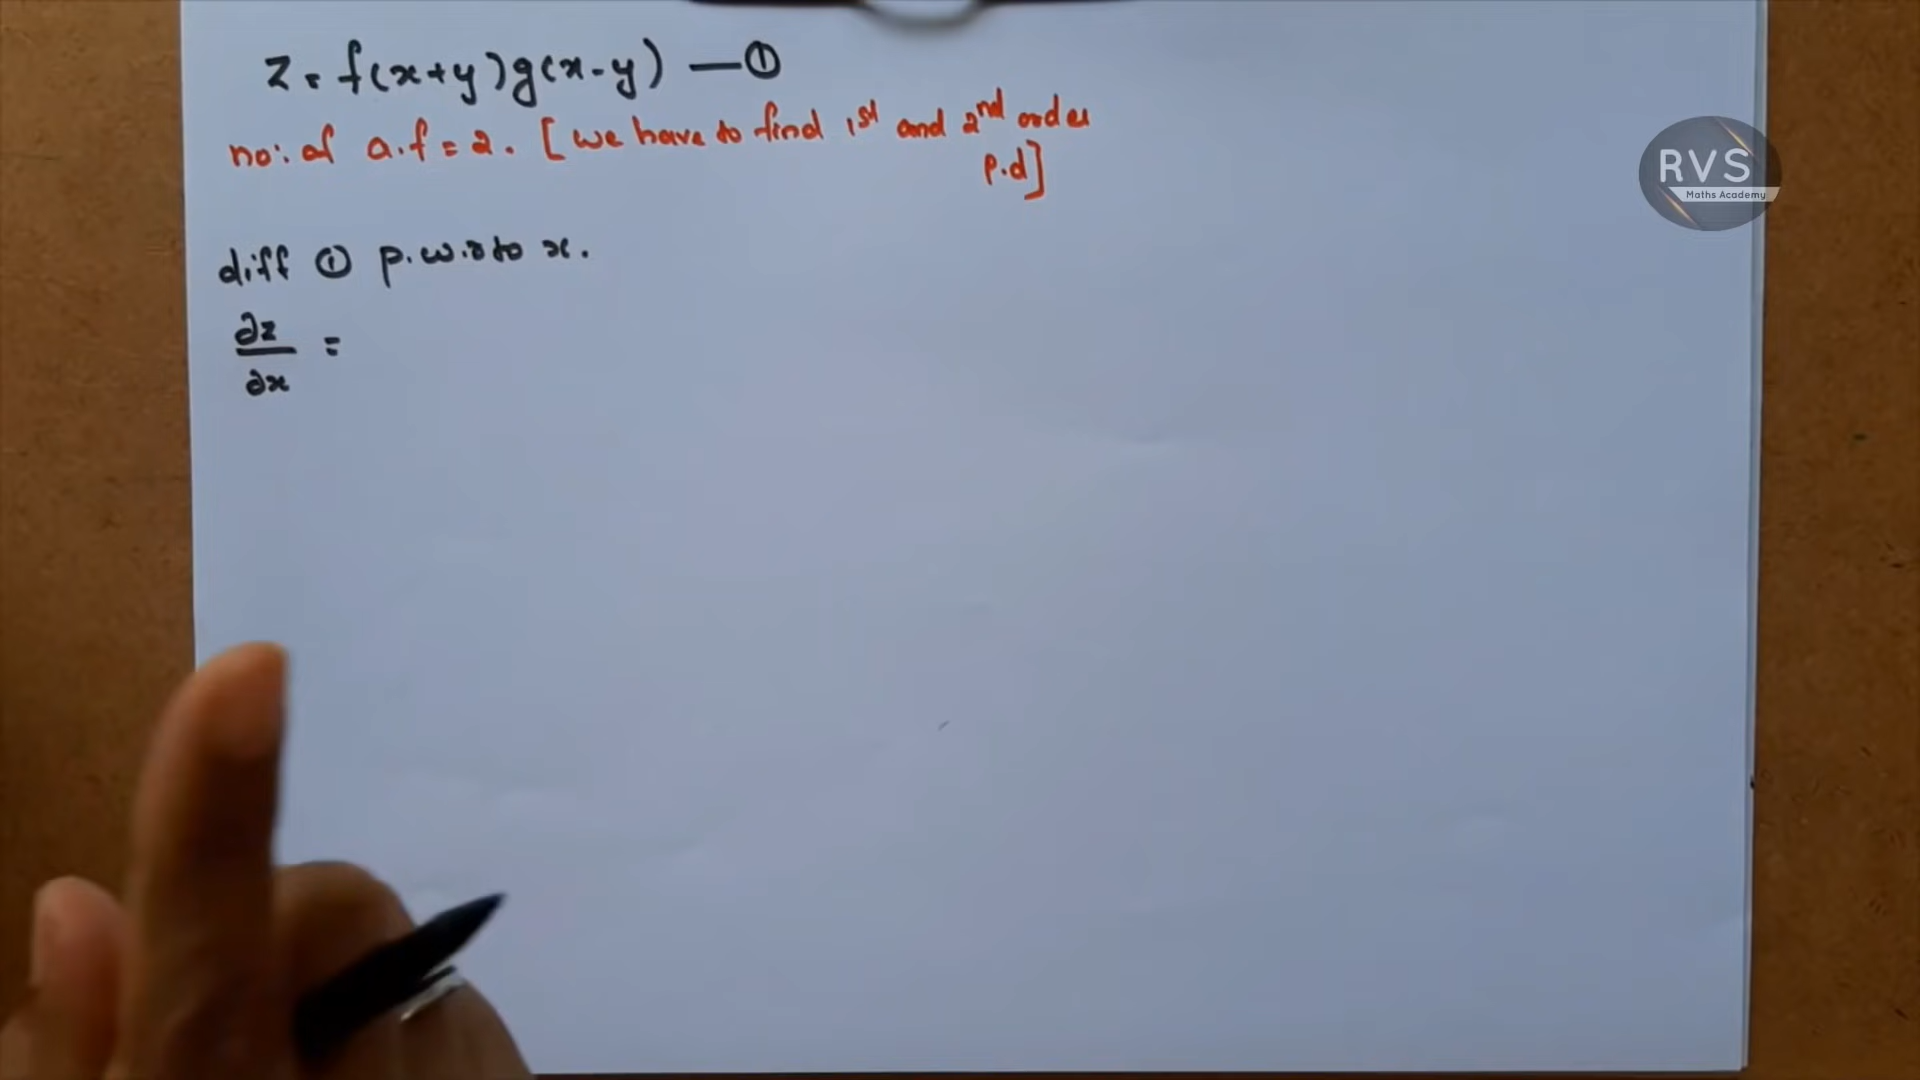 z = f(x+y)g(x-y) —①
no: of a.f = 2. [we have to find 1st and 2nd order
p.d]
RVS
Maths Academy
diff ① p.w.r to x.
∂z/∂x =